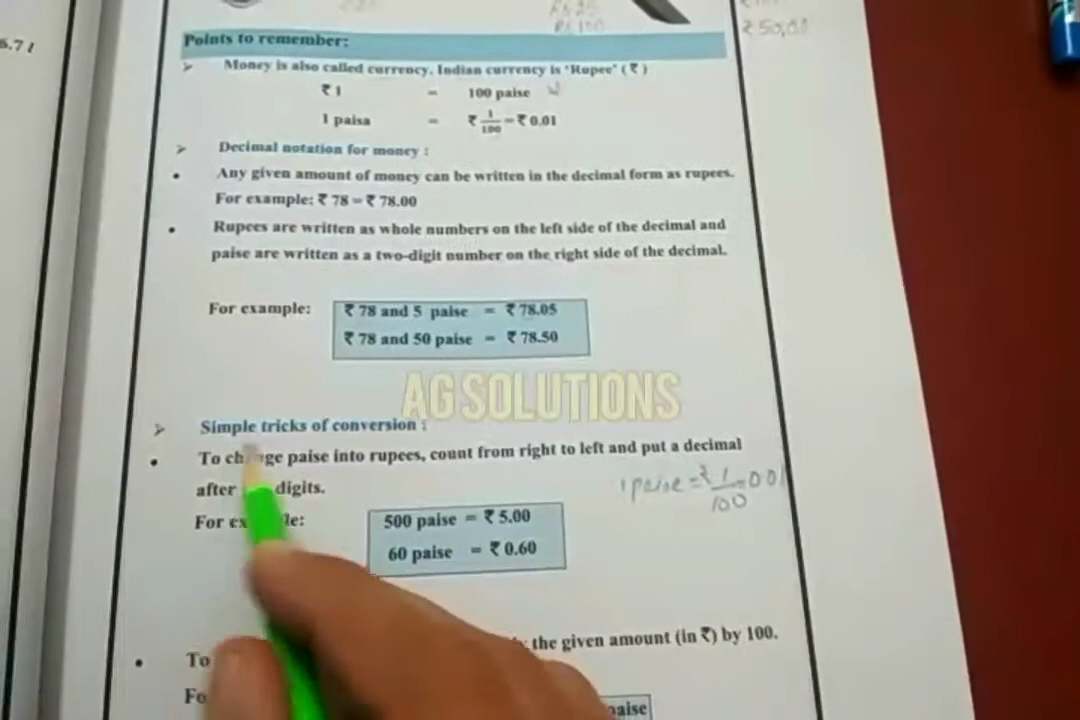 5.7 /
₹50.00
Points to remember:
➢ Money is also called currency. Indian currency is 'Rupee' (₹)
₹ 1 = 100 paise
1 paisa = ₹ 1/100 = ₹ 0.01
➢ Decimal notation for money :
• Any given amount of money can be written in the decimal form as rupees.
For example: ₹ 78 = ₹ 78.00
• Rupees are written as whole numbers on the left side of the decimal and
paise are written as a two-digit number on the right side of the decimal.
For example: ₹ 78 and 5 paise = ₹ 78.05
₹ 78 and 50 paise = ₹ 78.50
AG SOLUTIONS
➢ Simple tricks of conversion :
• To change paise into rupees, count from right to left and put a decimal
after digits.
1 paise = ₹ 1/100 = 0.01
For example: 500 paise = ₹ 5.00
60 paise = ₹ 0.60
• To the given amount (in ₹) by 100.
Fo paise